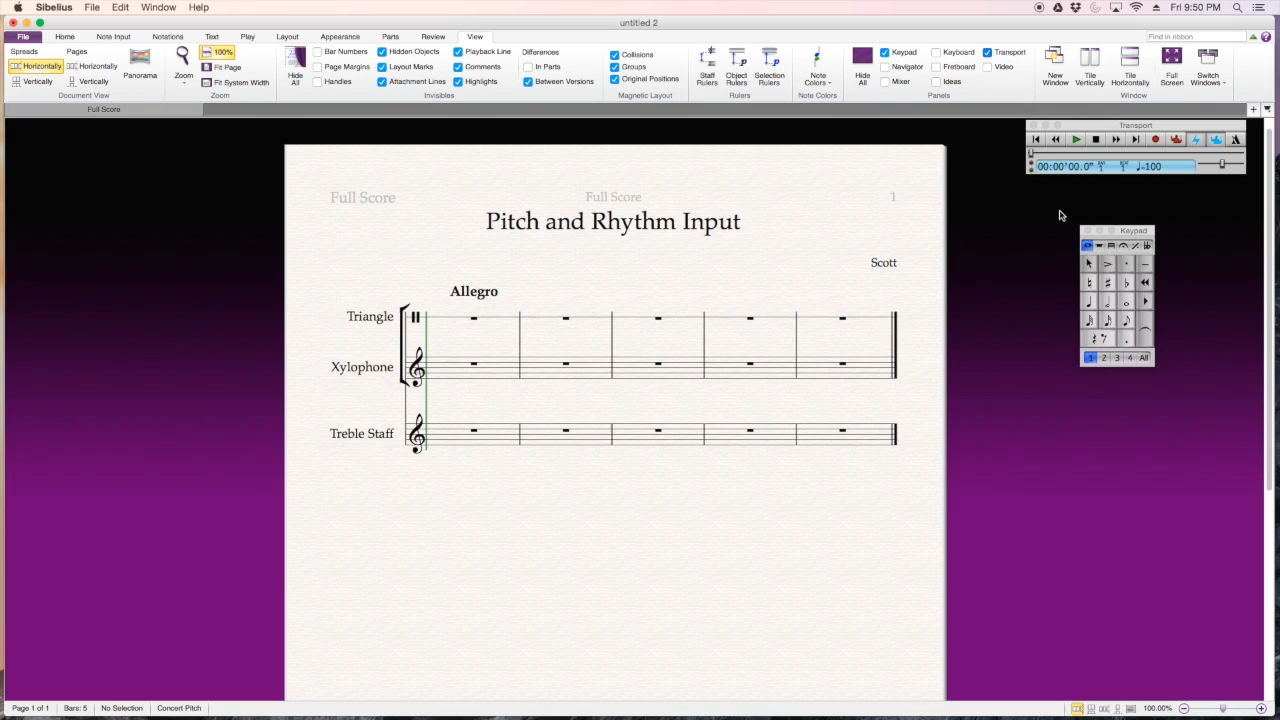 Sibelius File Edit Window Help Fri 9:50 PM
untitled 2
File Home Note Input Notations Text Play Layout Appearance Parts Review View Find in ribbon
Spreads Pages 100% Bar Numbers Hidden Objects Playback Line Differences Collisions Keypad Keyboard Transport
Horizontally Horizontally Fit Page Page Margins Layout Marks Comments In Parts Groups Navigator Fretboard Video
Vertically Vertically Fit System Width Handles Attachment Lines Highlights Between Versions Original Positions Mixer Ideas
Panorama Zoom Hide All Staff Rulers Object Rulers Selection Rulers Note Colors Hide All New Window Tile Vertically Tile Horizontally Full Screen Switch Windows
Document View Zoom Invisibles Magnetic Layout Rulers Note Colors Panels Window
Full Score
Transport
00:00'00.0" BAR 1 BEAT 1 =100
Full Score Full Score 1
Pitch and Rhythm Input
Keypad
Scott
Allegro
Triangle
Xylophone
1 2 3 4 All
Treble Staff
Page 1 of 1 Bars: 5 No Selection Concert Pitch 100.00%